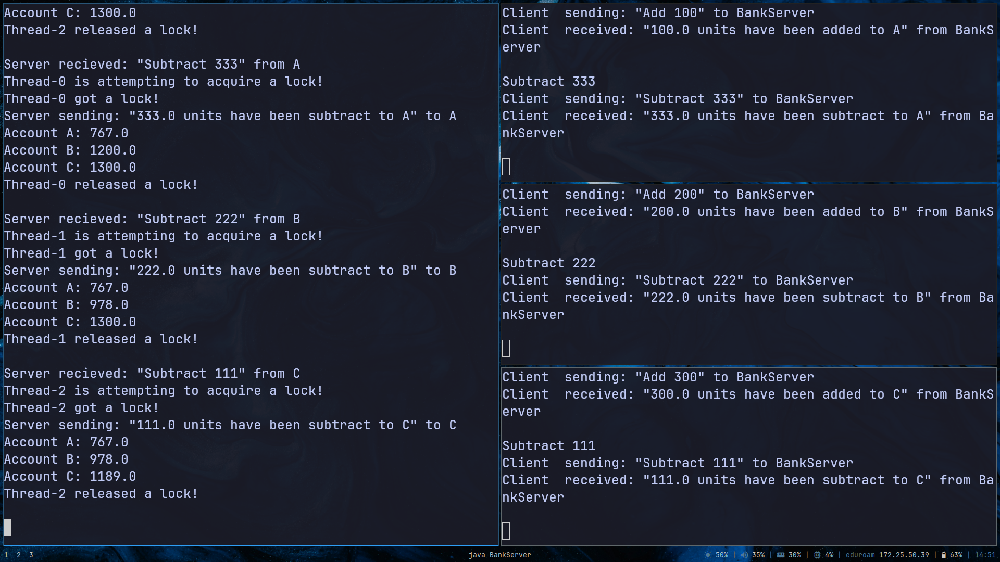 Account C: 1300.0
Thread-2 released a lock!
Server recieved: "Subtract 333" from A
Thread-0 is attempting to acquire a lock!
Thread-0 got a lock!
Server sending: "333.0 units have been subtract to A" to A
Account A: 767.0
Account B: 1200.0
Account C: 1300.0
Thread-0 released a lock!
Server recieved: "Subtract 222" from B
Thread-1 is attempting to acquire a lock!
Thread-1 got a lock!
Server sending: "222.0 units have been subtract to B" to B
Account A: 767.0
Account B: 978.0
Account C: 1300.0
Thread-1 released a lock!
Server recieved: "Subtract 111" from C
Thread-2 is attempting to acquire a lock!
Thread-2 got a lock!
Server sending: "111.0 units have been subtract to C" to C
Account A: 767.0
Account B: 978.0
Account C: 1189.0
Thread-2 released a lock!
Client  sending: "Add 100" to BankServer
Client  received: "100.0 units have been added to A" from BankS
erver
Subtract 333
Client  sending: "Subtract 333" to BankServer
Client  received: "333.0 units have been subtract to A" from Ba
nkServer
Client  sending: "Add 200" to BankServer
Client  received: "200.0 units have been added to B" from BankS
erver
Subtract 222
Client  sending: "Subtract 222" to BankServer
Client  received: "222.0 units have been subtract to B" from Ba
nkServer
Client  sending: "Add 300" to BankServer
Client  received: "300.0 units have been added to C" from BankS
erver
Subtract 111
Client  sending: "Subtract 111" to BankServer
Client  received: "111.0 units have been subtract to C" from Ba
nkServer
1 2 3 java BankServer 50% | 35% | 30% | 4% | eduroam 172.25.50.39 | 63% | 14:51